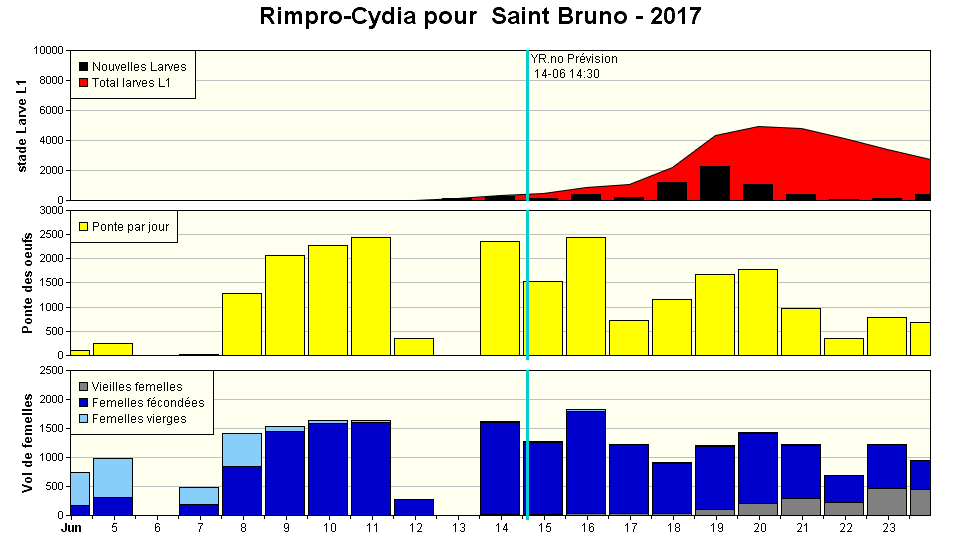 Rimpro-Cydia pour Saint Bruno - 2017
stade Larve L1
10000
8000
6000
4000
2000
0
Nouvelles Larves
Total larves L1
YR.no Prévision
14-06 14:30
Ponte des oeufs
3000
2500
2000
1500
1000
500
0
Ponte par jour
Vol de femelles
2500
2000
1500
1000
500
0
Vieilles femelles
Femelles fécondées
Femelles vierges
Jun 5 6 7 8 9 10 11 12 13 14 15 16 17 18 19 20 21 22 23